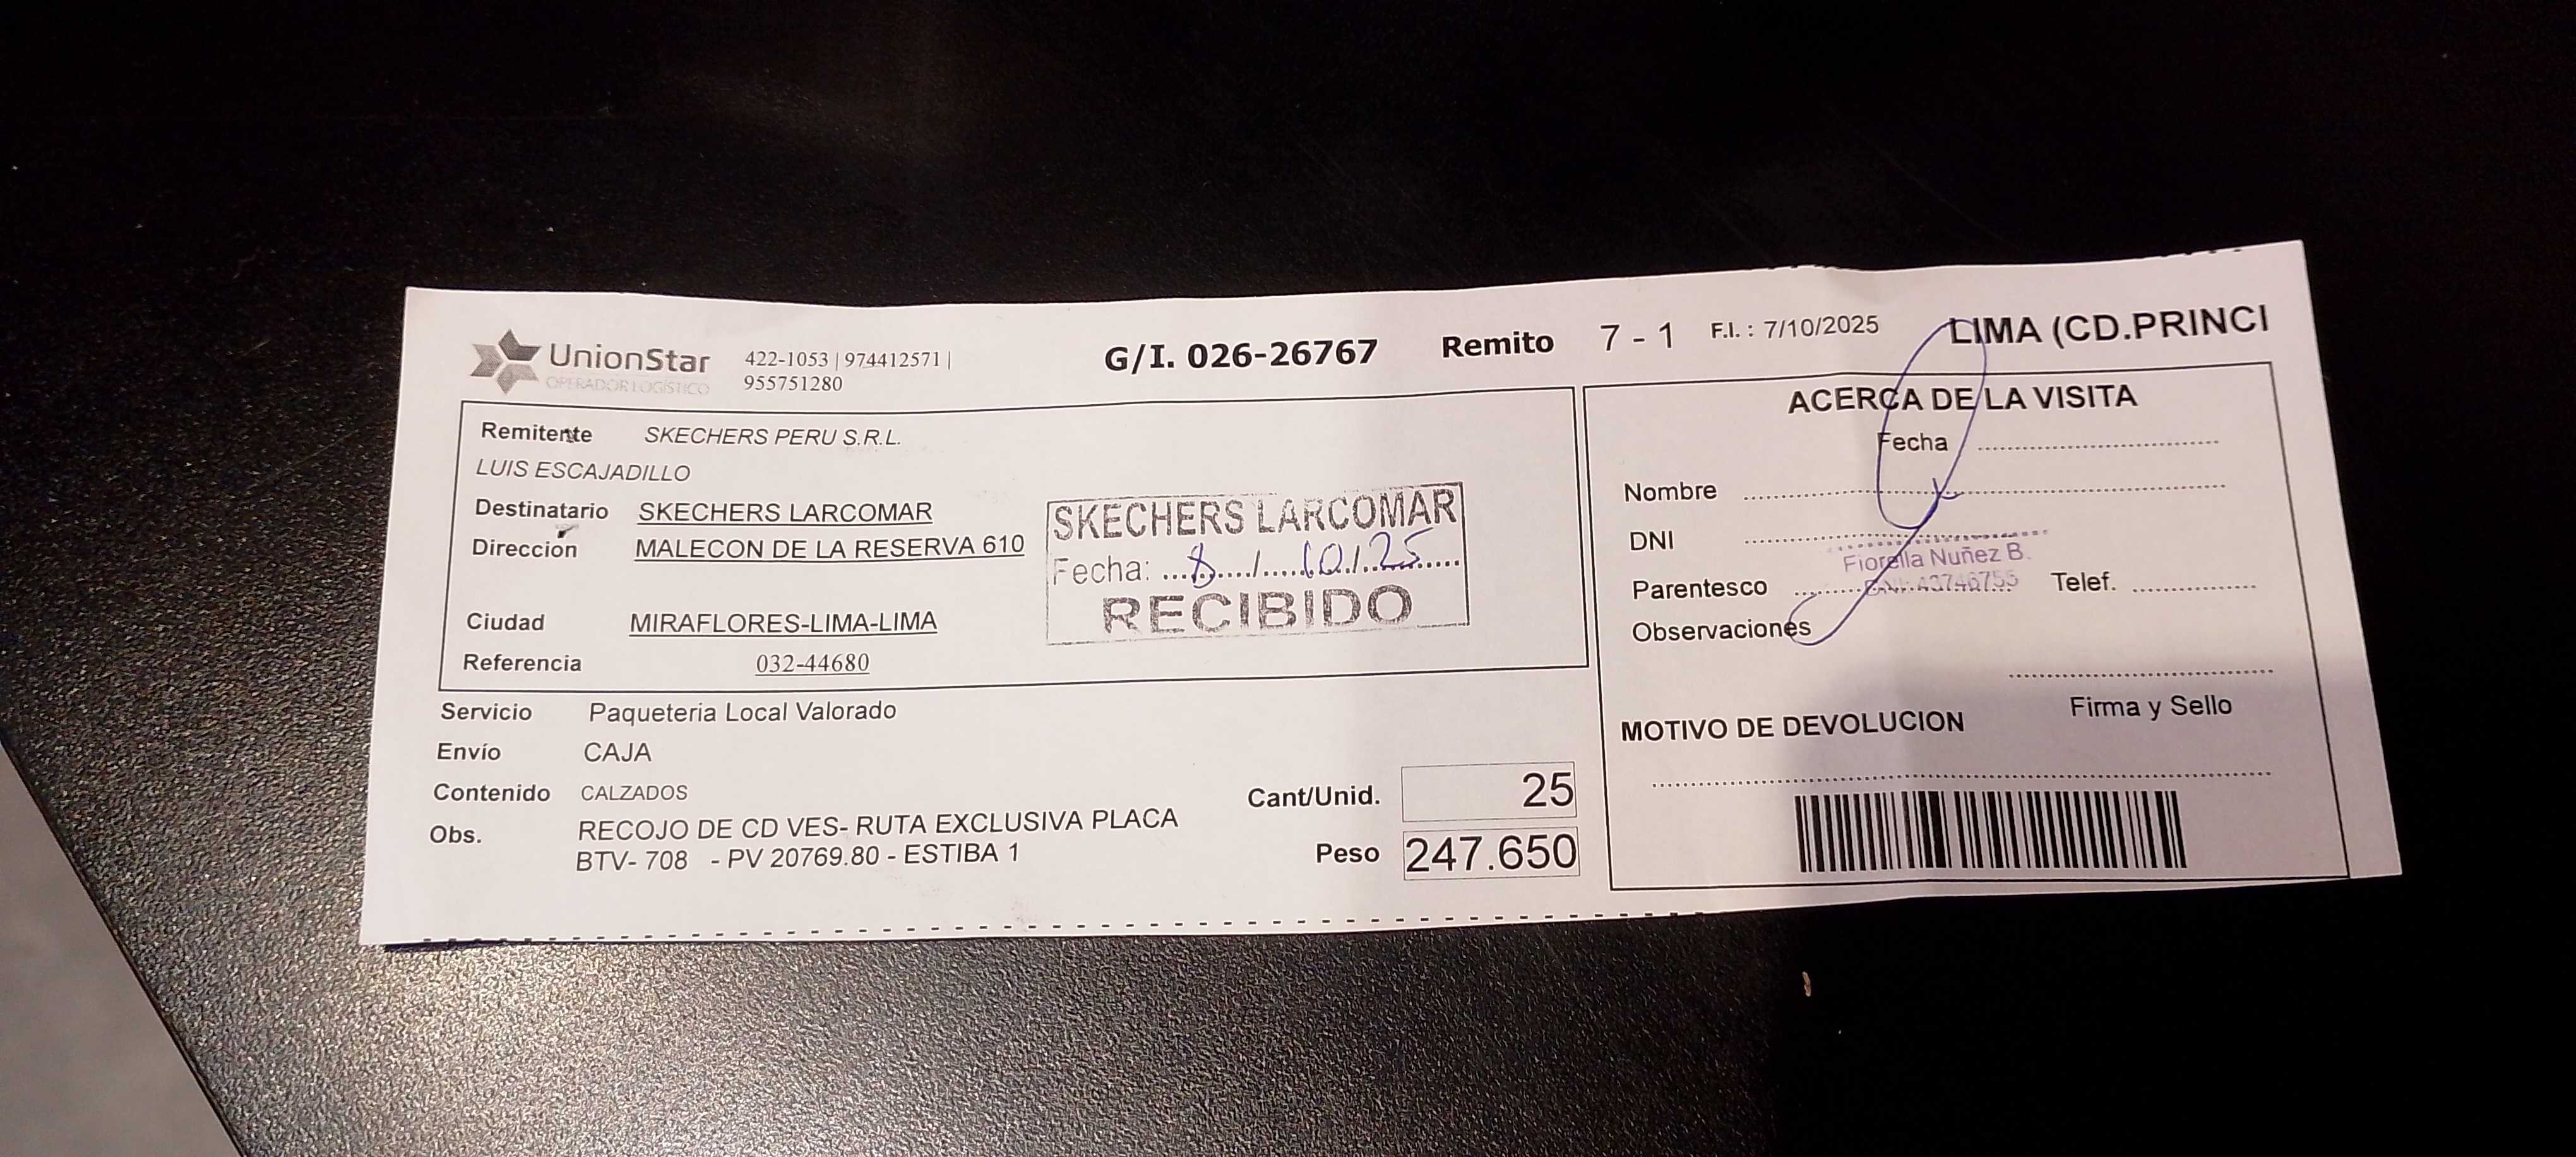 UnionStar
OPERADOR LOGÍSTICO
422-1053 | 974412571 |
955751280
G/I. 026-26767
Remito 7 - 1
F.I. : 7/10/2025
LIMA (CD.PRINCI
Remitente SKECHERS PERU S.R.L.
LUIS ESCAJADILLO
Destinatario SKECHERS LARCOMAR
Direccion MALECON DE LA RESERVA 610
Ciudad MIRAFLORES-LIMA-LIMA
Referencia 032-44680
SKECHERS LARCOMAR
Fecha: 8 / 10 / 25
RECIBIDO
Servicio Paqueteria Local Valorado
Envío CAJA
Contenido CALZADOS
Obs. RECOJO DE CD VES- RUTA EXCLUSIVA PLACA
BTV- 708 - PV 20769.80 - ESTIBA 1
Cant/Unid. 25
Peso 247.650
ACERCA DE LA VISITA
Fecha
Nombre
DNI
Fiorella Nuñez B.
Parentesco
Telef.
Observaciones
Firma y Sello
MOTIVO DE DEVOLUCION